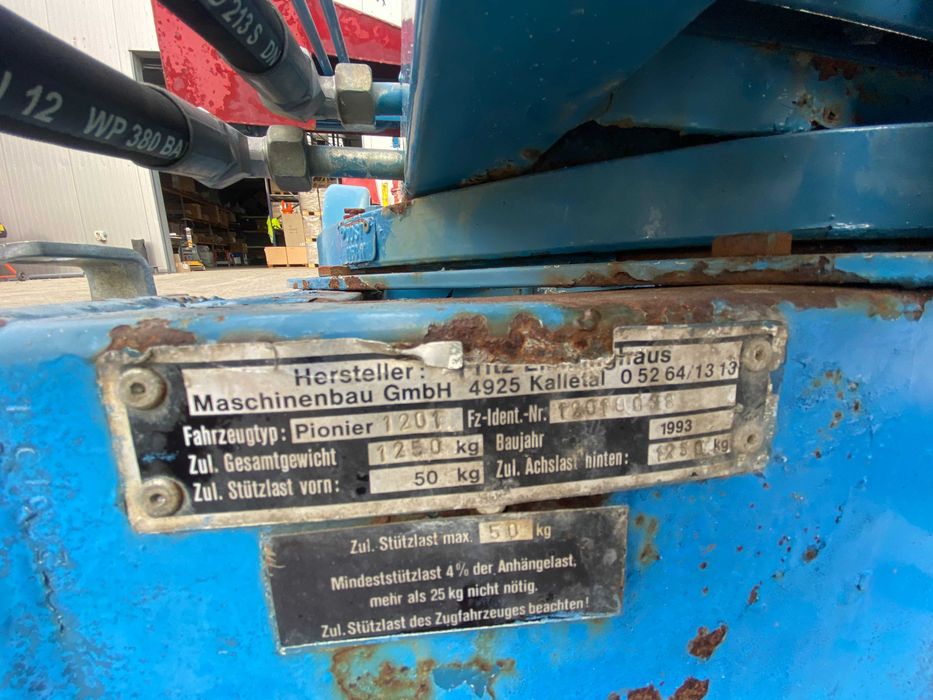 213S
12 WP 380 BA
Hersteller:
Maschinenbau GmbH 4925 Kalletal 0 52 64/13 13
Fahrzeugtyp: Pionier 1201 Fz-Ident.-Nr.
Zul. Gesamtgewicht 1250 kg Baujahr 1993
Zul. Stützlast vorn: 50 kg Zul. Achslast hinten: 1250 kg
Zul. Stützlast max. 50 kg
Mindeststützlast 4% der Anhängelast,
mehr als 25 kg nicht nötig.
Zul. Stützlast des Zugfahrzeuges beachten!